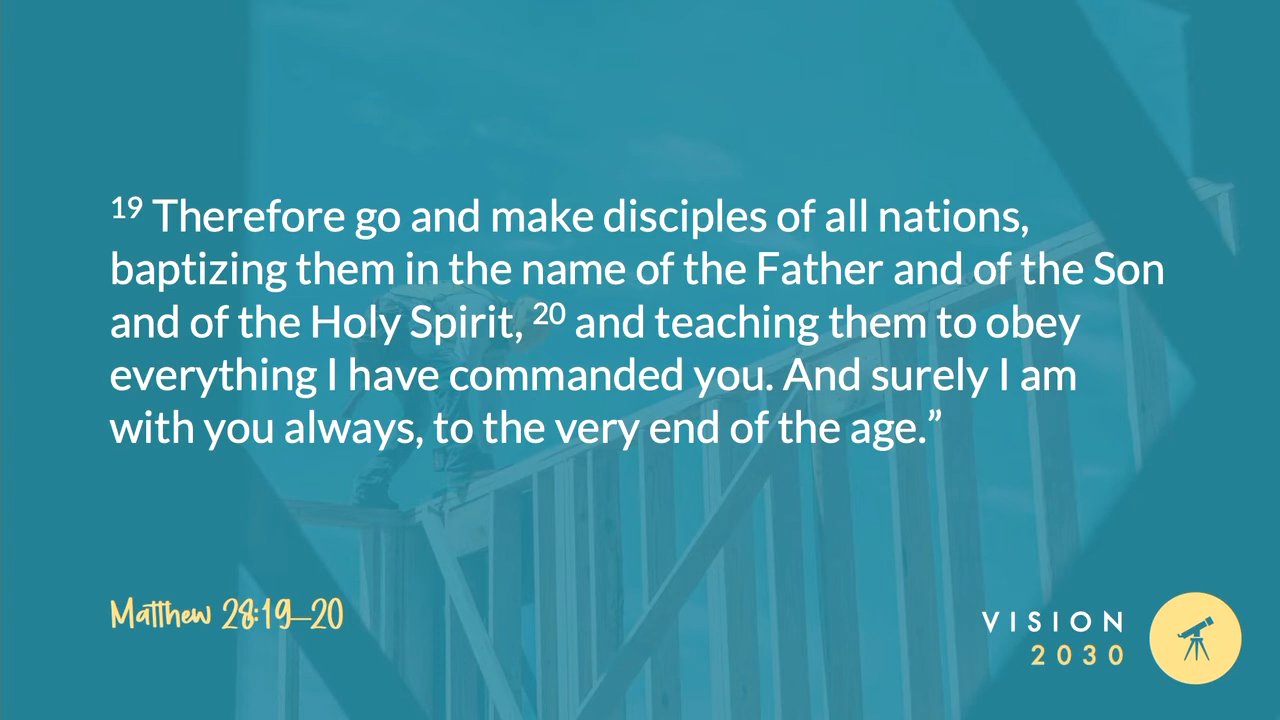 19 Therefore go and make disciples of all nations,
baptizing them in the name of the Father and of the Son
and of the Holy Spirit, 20 and teaching them to obey
everything I have commanded you. And surely I am
with you always, to the very end of the age.”
Matthew 28:19–20
VISION
2030